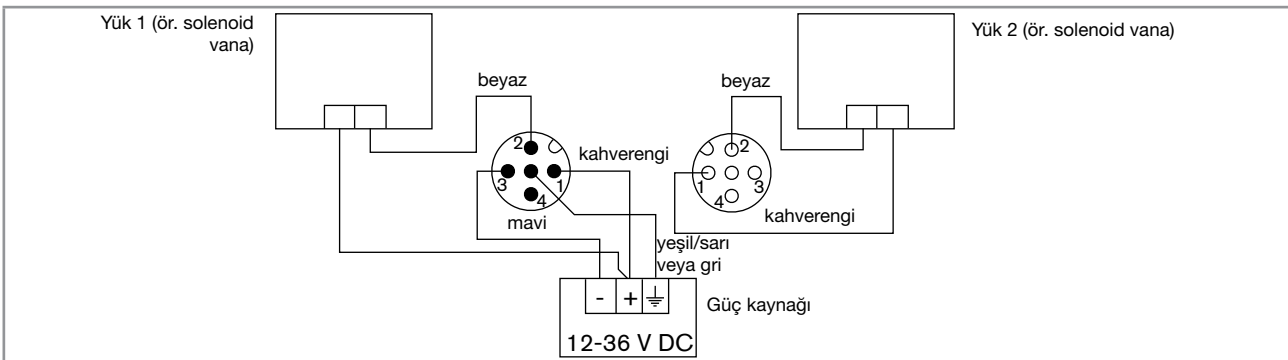 Yük 1 (ör. solenoid
vana)
Yük 2 (ör. solenoid vana)
beyaz
beyaz
2
kahverengi
3
1
4
mavi
2
1
3
4
kahverengi
yeşil/sarı
veya gri
- +
Güç kaynağı
12-36 V DC